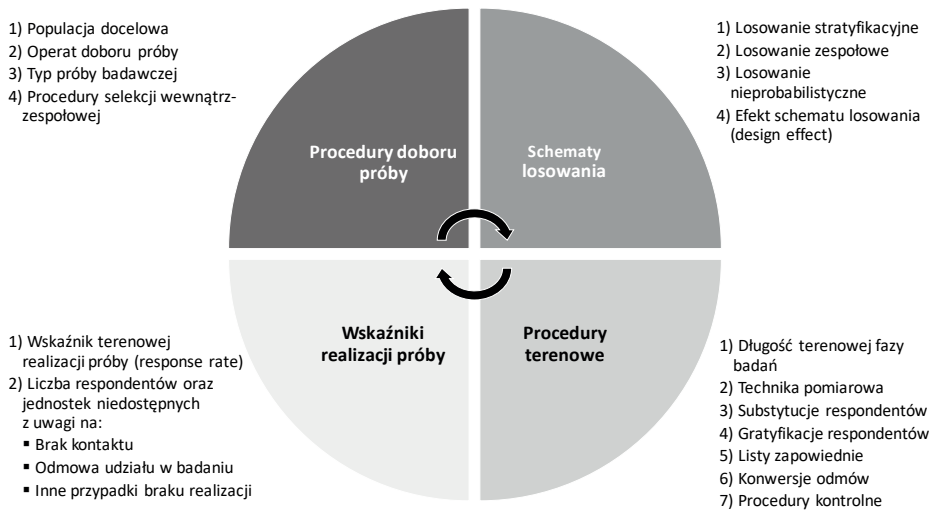 1) Populacja docelowa
2) Operat doboru próby
3) Typ próby badawczej
4) Procedury selekcji wewnątrz-
zespołowej
Procedury doboru
próby
1) Losowanie stratyfikacyjne
2) Losowanie zespołowe
3) Losowanie
nieprobabilistyczne
4) Efekt schematu losowania
(design effect)
Schematy
losowania
1) Wskaźnik terenowej
realizacji próby (response rate)
2) Liczba respondentów oraz
jednostek niedostępnych
z uwagi na:
▪ Brak kontaktu
▪ Odmowa udziału w badaniu
▪ Inne przypadki braku realizacji
Wskaźniki
realizacji próby
Procedury
terenowe
1) Długość terenowej fazy
badań
2) Technika pomiarowa
3) Substytucje respondentów
4) Gratyfikacje respondentów
5) Listy zapowiednie
6) Konwersje odmów
7) Procedury kontrolne